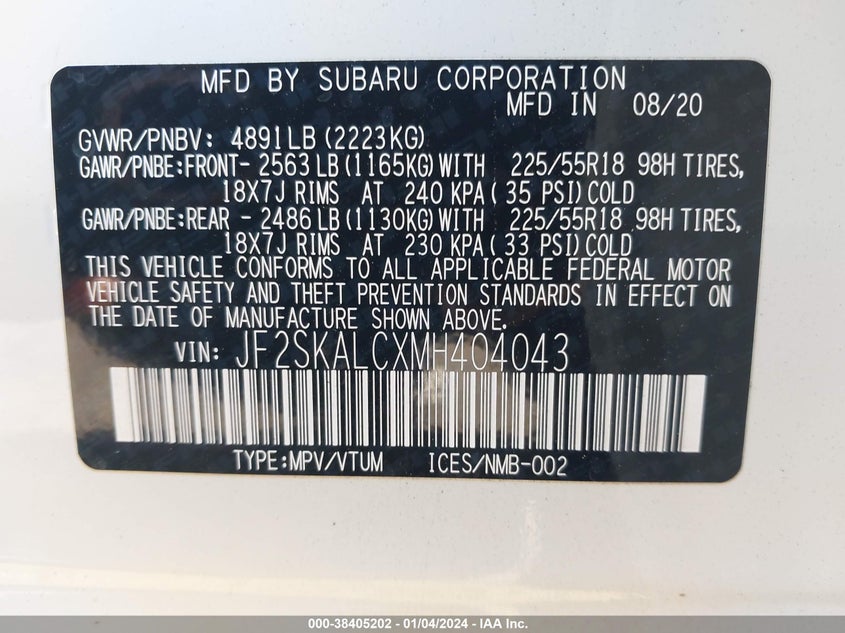 MFD BY SUBARU CORPORATION
MFD IN 08/20
GVWR/PNBV: 4891LB (2223KG)
GAWR/PNBE:FRONT- 2563 LB (1165KG) WITH 225/55R18 98H TIRES,
18X7J RIMS AT 240 KPA ( 35 PSI) COLD
GAWR/PNBE:REAR - 2486 LB (1130KG) WITH 225/55R18 98H TIRES,
18X7J RIMS AT 230 KPA ( 33 PSI) COLD
THIS VEHICLE CONFORMS TO ALL APPLICABLE FEDERAL MOTOR
VEHICLE SAFETY AND THEFT PREVENTION STANDARDS IN EFFECT ON
THE DATE OF MANUFACTURE SHOWN ABOVE.
VIN: JF2SKALCXMH404043
TYPE:MPV/VTUM ICES/NMB-002
000-38405202 - 01/04/2024 - IAA Inc.